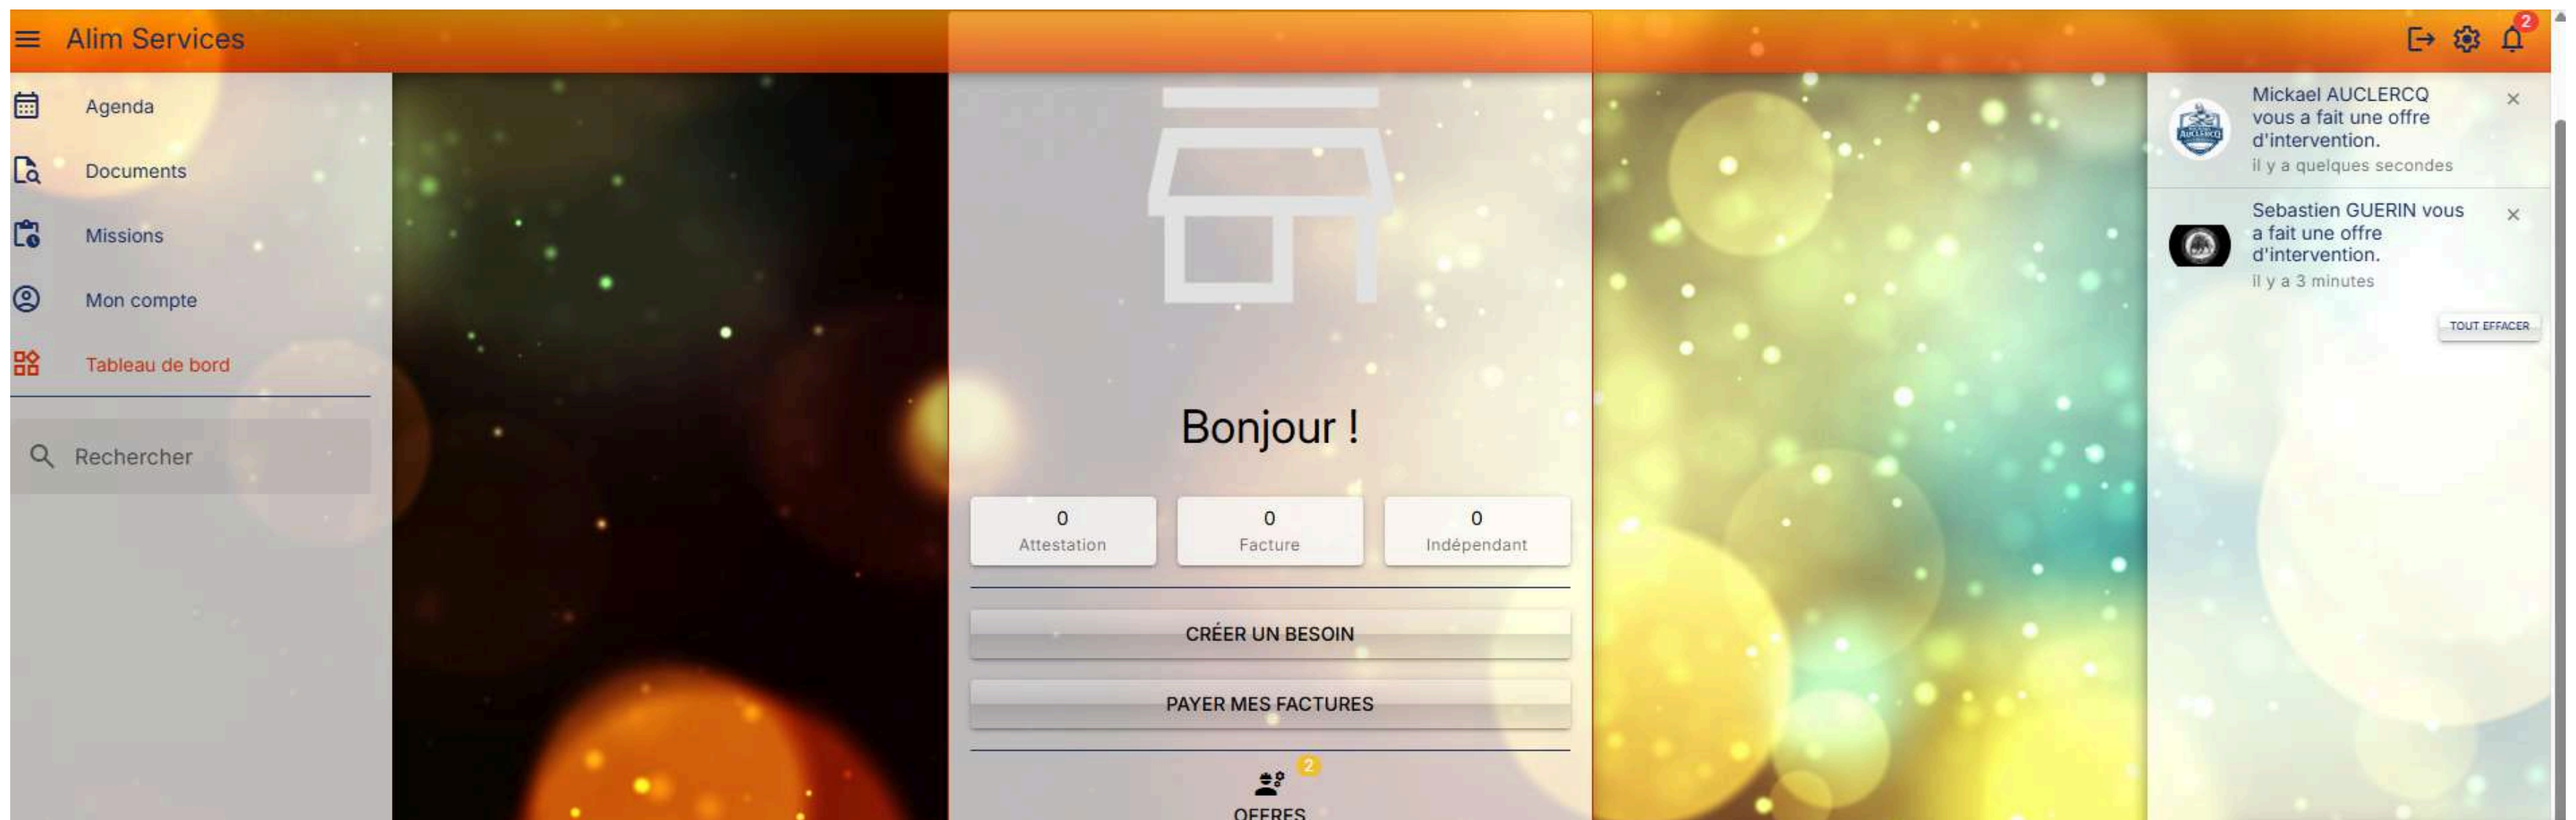 Alim Services
2
Agenda
Documents
Missions
Mon compte
Tableau de bord
Rechercher
Bonjour !
0
Attestation
0
Facture
0
Indépendant
CRÉER UN BESOIN
PAYER MES FACTURES
2
OFFRES
Mickael AUCLERCQ
vous a fait une offre
d'intervention.
il y a quelques secondes
AUCLERCQ
Sebastien GUERIN vous
a fait une offre
d'intervention.
il y a 3 minutes
TOUT EFFACER